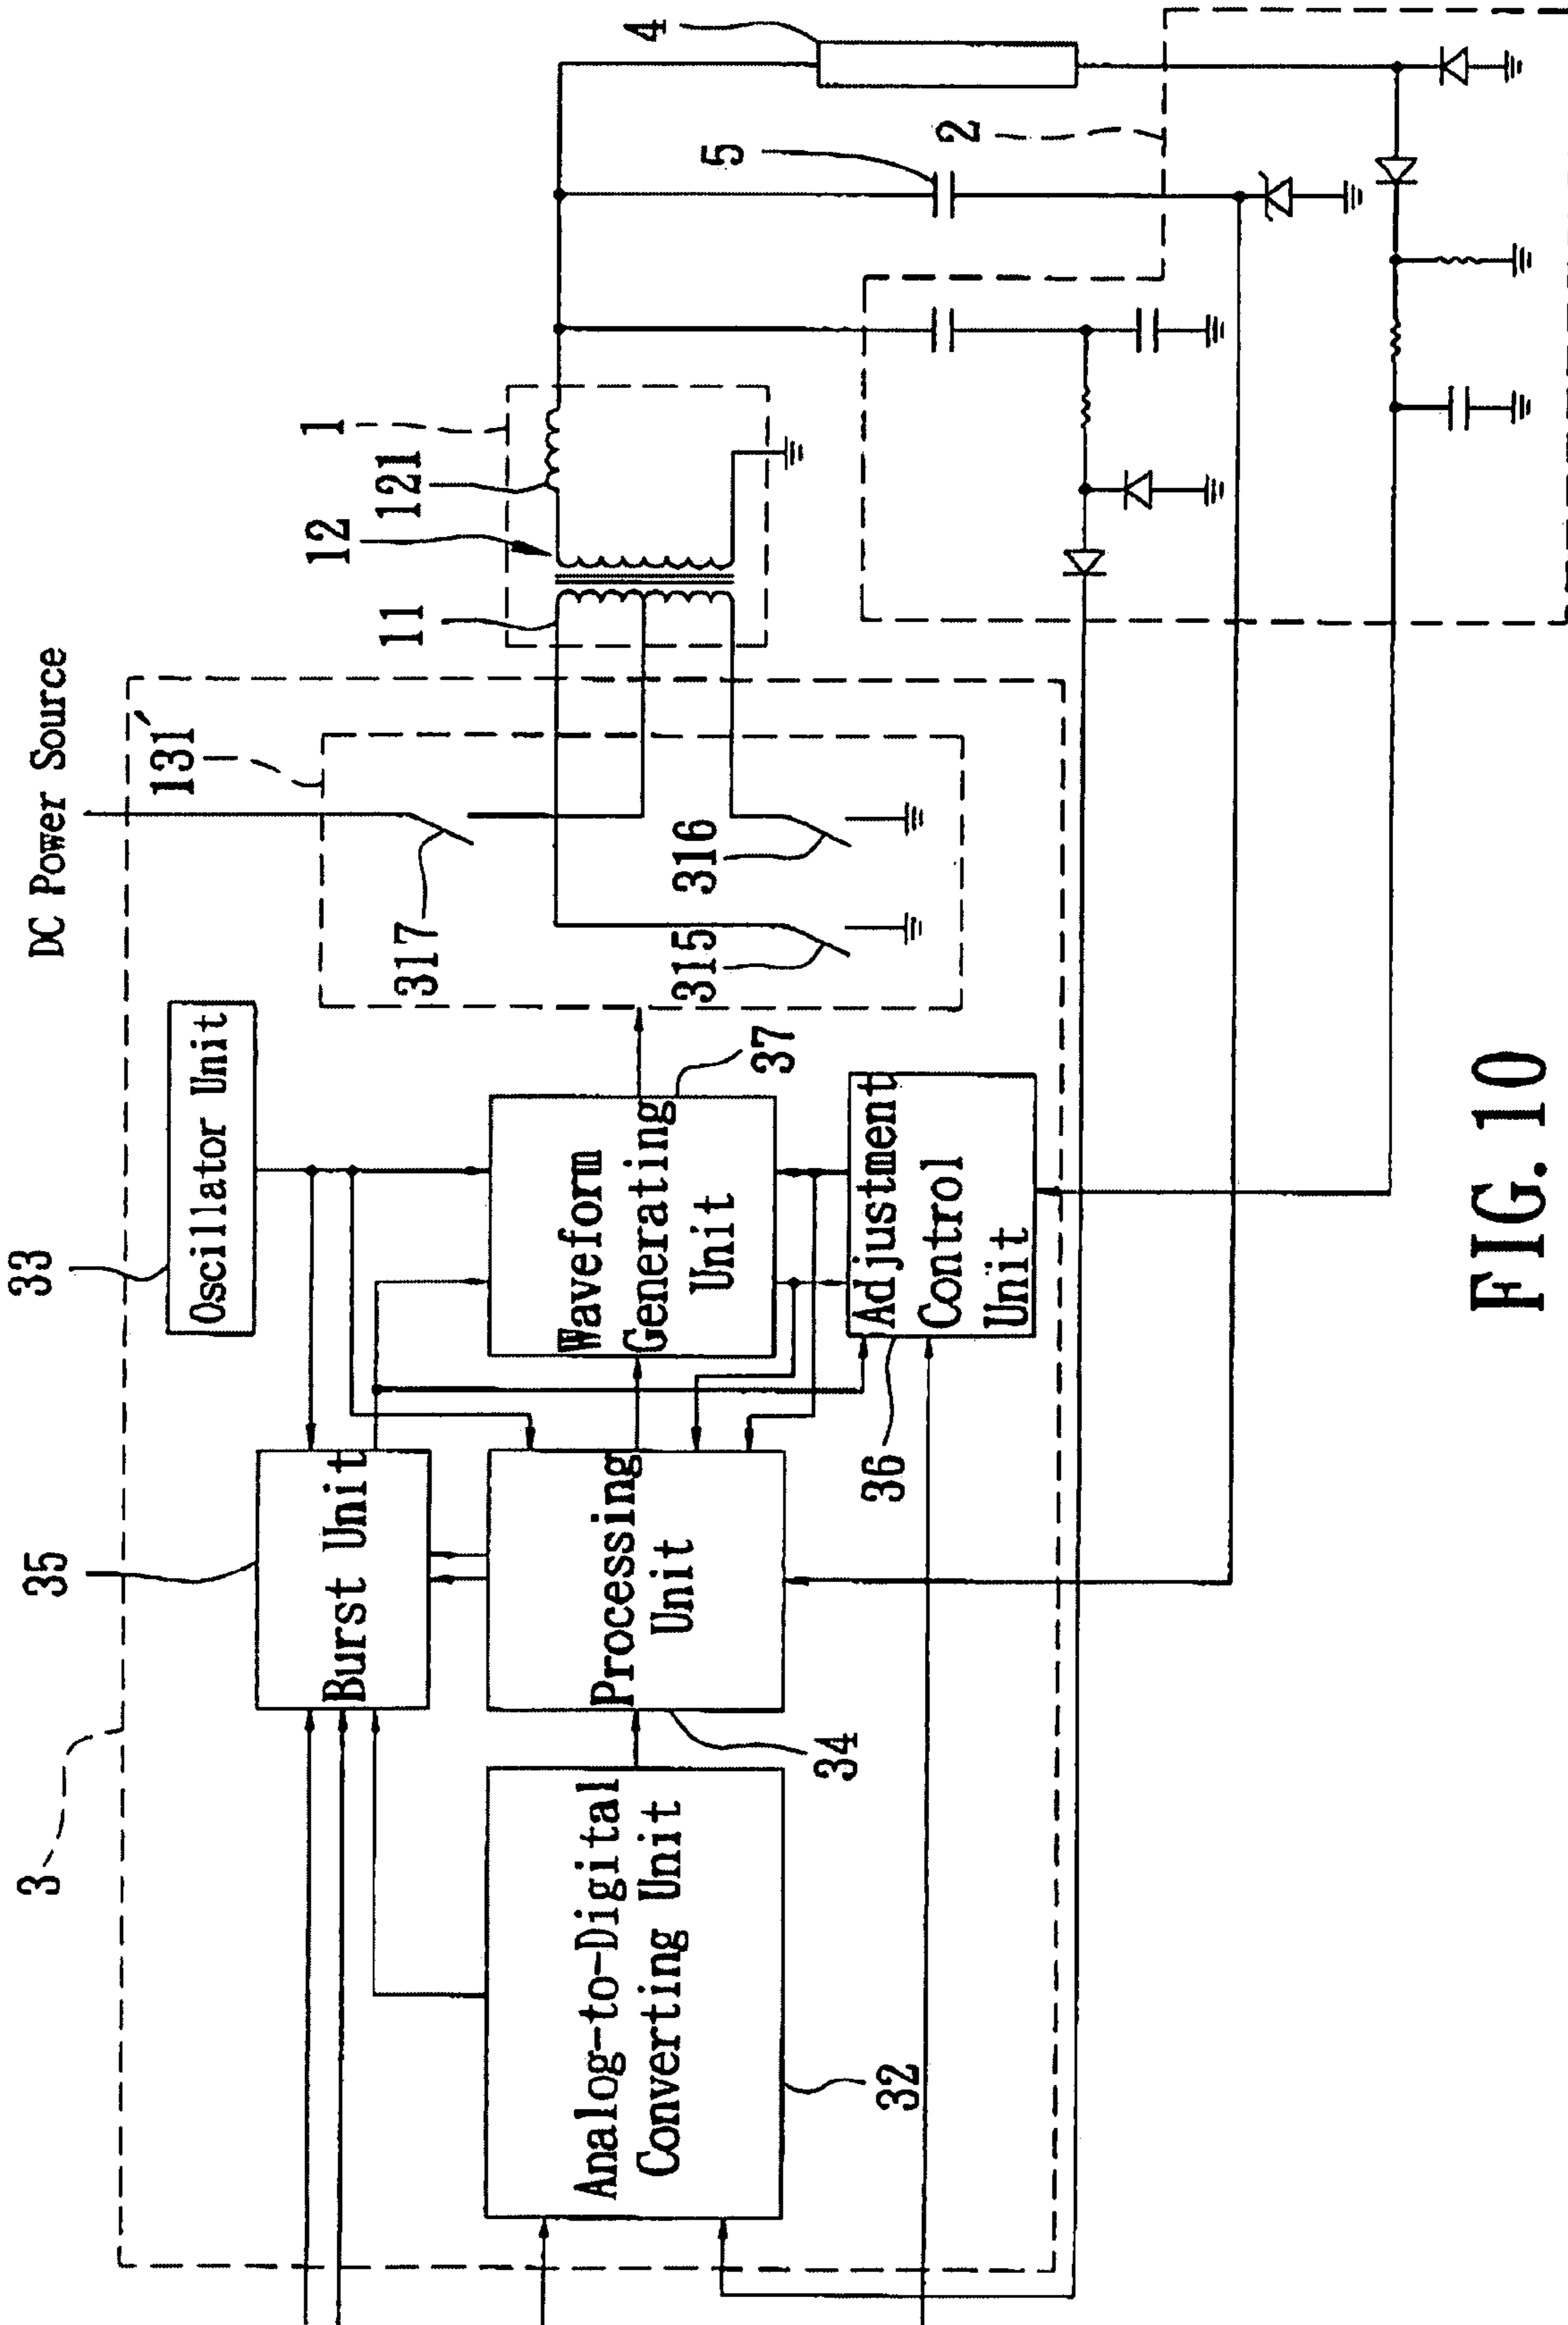 DC Power Source
33
Oscillator Unit
131'
317
315
316
11
12
121
1
4
5
2
3
35
Burst Unit
Waveform
Generating
Unit
37
Processing
Unit
34
Analog-to-Digital
Converting Unit
32
Adjustment
Control
Unit
36
FIG. 10